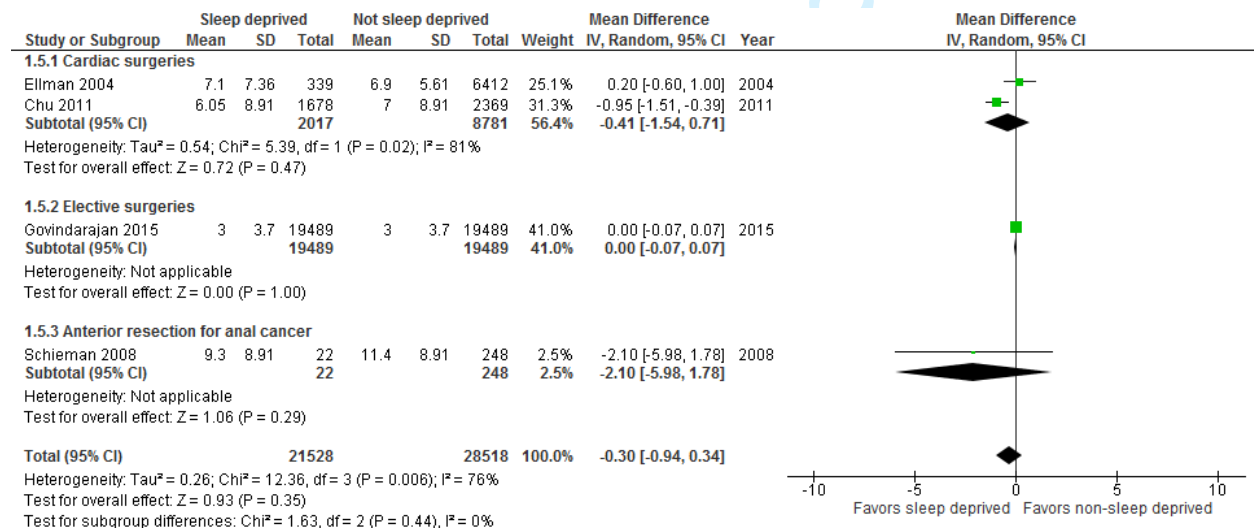 Sleep deprived Not sleep deprived Mean Difference Mean Difference
Study or Subgroup Mean SD Total Mean SD Total Weight IV, Random, 95% CI Year IV, Random, 95% CI
1.5.1 Cardiac surgeries
Ellman 2004 7.1 7.36 339 6.9 5.61 6412 25.1% 0.20 [-0.60, 1.00] 2004
Chu 2011 6.05 8.91 1678 7 8.91 2369 31.3% -0.95 [-1.51, -0.39] 2011
Subtotal (95% CI) 2017 8781 56.4% -0.41 [-1.54, 0.71]
Heterogeneity: Tau² = 0.54; Chi² = 5.39, df = 1 (P = 0.02); I² = 81%
Test for overall effect: Z = 0.72 (P = 0.47)
1.5.2 Elective surgeries
Govindarajan 2015 3 3.7 19489 3 3.7 19489 41.0% 0.00 [-0.07, 0.07] 2015
Subtotal (95% CI) 19489 19489 41.0% 0.00 [-0.07, 0.07]
Heterogeneity: Not applicable
Test for overall effect: Z = 0.00 (P = 1.00)
1.5.3 Anterior resection for anal cancer
Schieman 2008 9.3 8.91 22 11.4 8.91 248 2.5% -2.10 [-5.98, 1.78] 2008
Subtotal (95% CI) 22 248 2.5% -2.10 [-5.98, 1.78]
Heterogeneity: Not applicable
Test for overall effect: Z = 1.06 (P = 0.29)
Total (95% CI) 21528 28518 100.0% -0.30 [-0.94, 0.34]
Heterogeneity: Tau² = 0.26; Chi² = 12.36, df = 3 (P = 0.006); I² = 76%
Test for overall effect: Z = 0.93 (P = 0.35)
Test for subgroup differences: Chi² = 1.63, df = 2 (P = 0.44), I² = 0%
-10 -5 0 5 10
Favors sleep deprived Favors non-sleep deprived